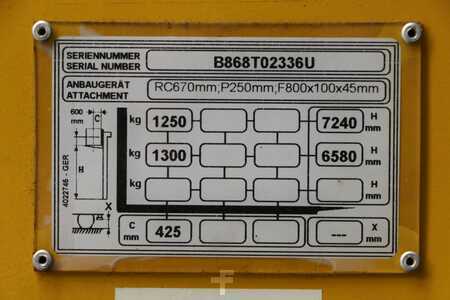 SERIENNUMMER
SERIAL NUMBER
B868T02336U
ANBAUGERÄT
ATTACHMENT
RC670mm;P250mm;F800x100x45mm
600
mm
C
H
X
4022746 - GER
kg 1250 7240 H
mm
kg 1300 6580 H
mm
kg H
mm
C
mm
425 --- X
mm